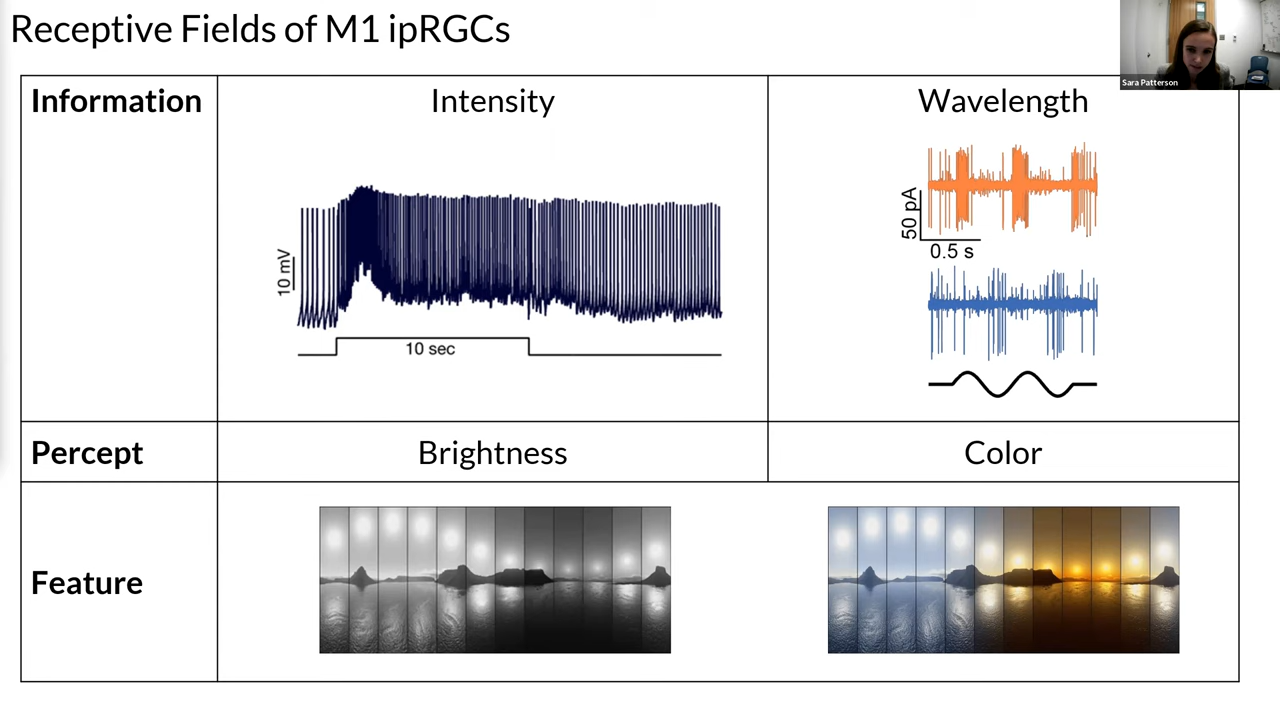 Receptive Fields of M1 ipRGCs
Sara Patterson
Information
Intensity
Wavelength
10 mV
10 sec
50 pA
0.5 s
Percept
Brightness
Color
Feature